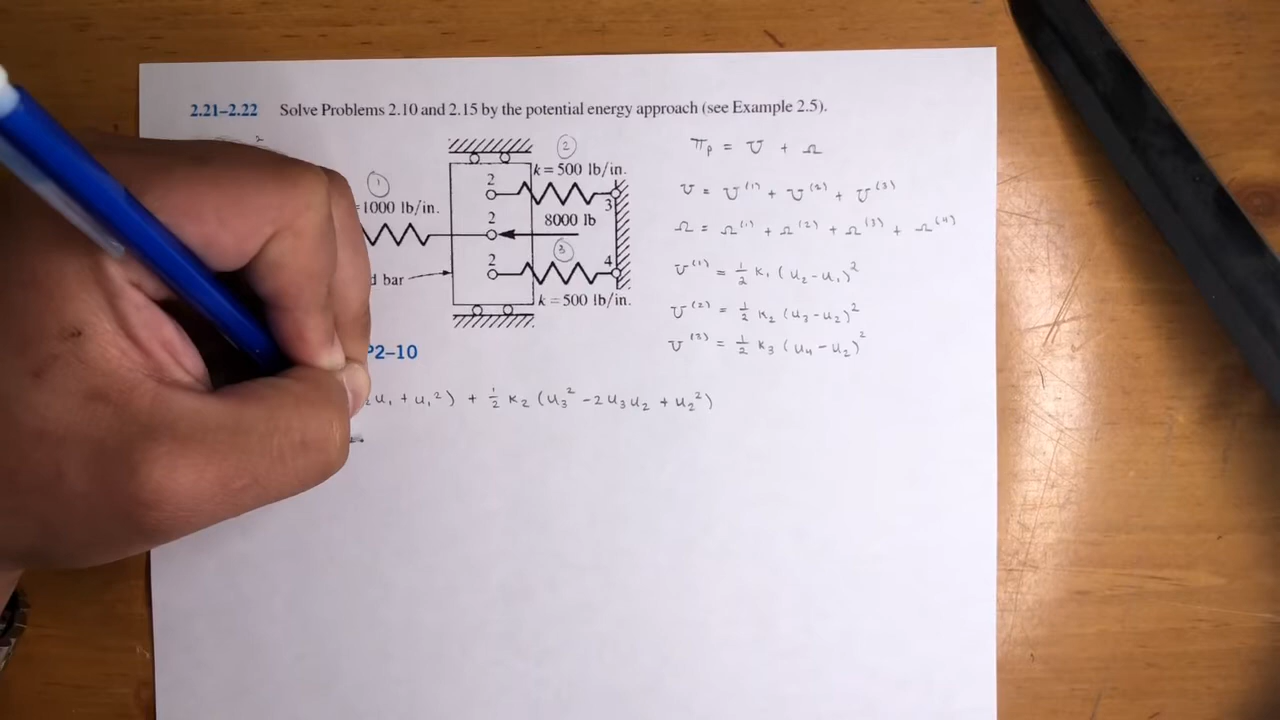 2.21–2.22 Solve Problems 2.10 and 2.15 by the potential energy approach (see Example 2.5).
πp = U + Ω
②
k = 500 lb/in.
①
2
U = U⁽¹⁾ + U⁽²⁾ + U⁽³⁾
3
=1000 lb/in.
2
8000 lb
Ω = Ω⁽¹⁾ + Ω⁽²⁾ + Ω⁽³⁾ + Ω⁽⁴⁾
③
2
4
U⁽¹⁾ = ½ K₁ (u₂ – u₁)²
d bar
k = 500 lb/in.
U⁽²⁾ = ½ K₂ (u₃ – u₂)²
U⁽³⁾ = ½ K₃ (u₄ – u₂)²
P2–10
₂u₁ + u₁²) + ½ K₂ (u₃² – 2u₃u₂ + u₂²)